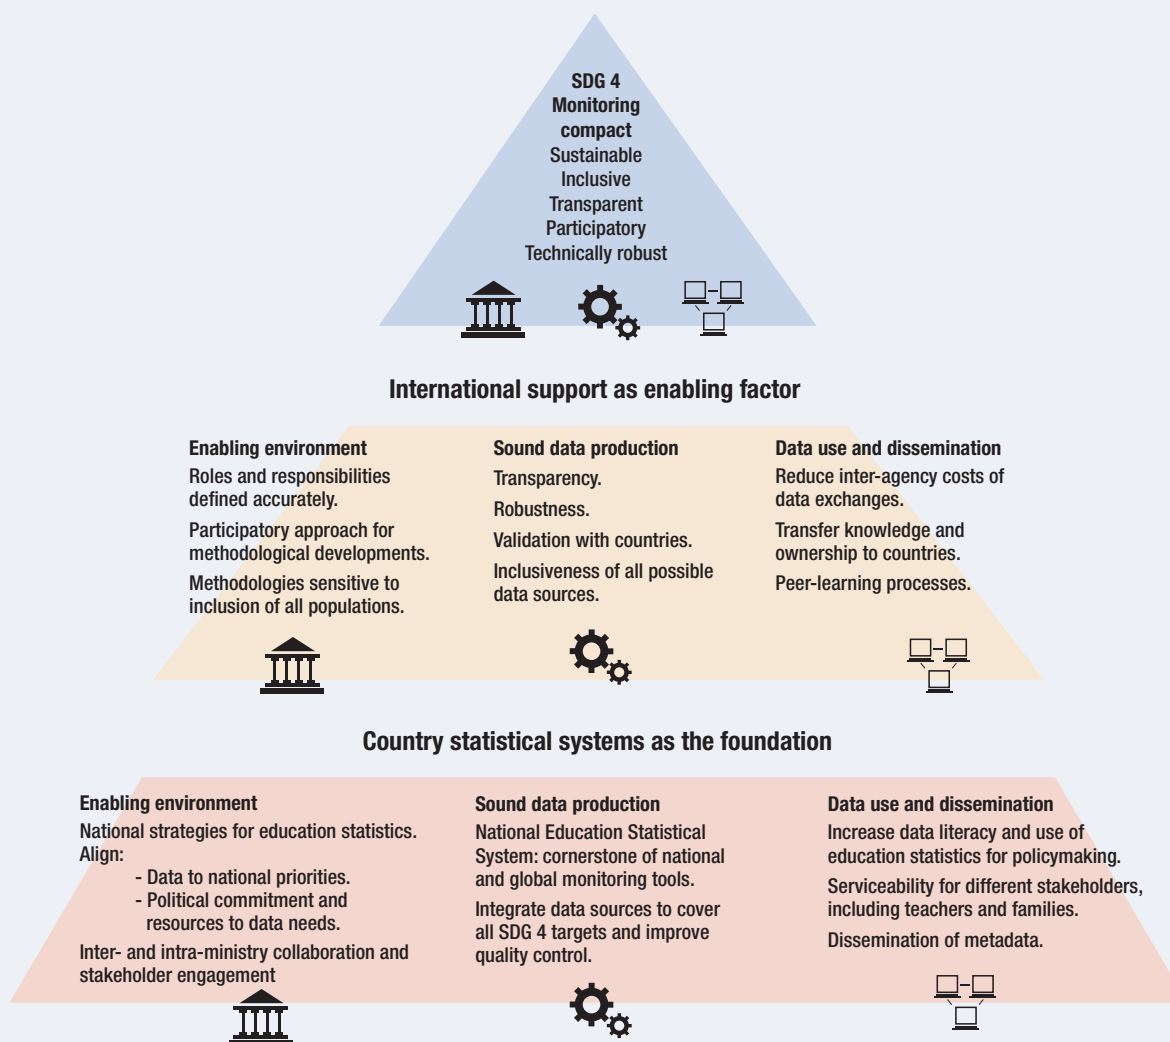 SDG 4
Monitoring
compact
Sustainable
Inclusive
Transparent
Participatory
Technically robust
International support as enabling factor
Enabling environment
Roles and responsibilities
defined accurately.
Participatory approach for
methodological developments.
Methodologies sensitive to
inclusion of all populations.
Sound data production
Transparency.
Robustness.
Validation with countries.
Inclusiveness of all possible
data sources.
Data use and dissemination
Reduce inter-agency costs of
data exchanges.
Transfer knowledge and
ownership to countries.
Peer-learning processes.
Country statistical systems as the foundation
Enabling environment
National strategies for education statistics.
Align:
- Data to national priorities.
- Political commitment and
resources to data needs.
Inter- and intra-ministry collaboration and
stakeholder engagement
Sound data production
National Education Statistical
System: cornerstone of national
and global monitoring tools.
Integrate data sources to cover
all SDG 4 targets and improve
quality control.
Data use and dissemination
Increase data literacy and use of
education statistics for policymaking.
Serviceability for different stakeholders,
including teachers and families.
Dissemination of metadata.